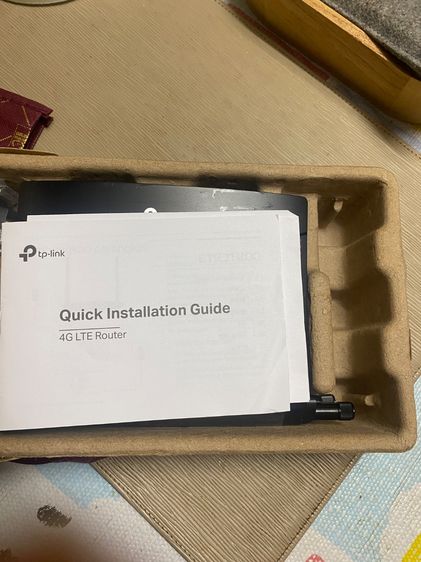 tp-link
Quick Installation Guide
4G LTE Router